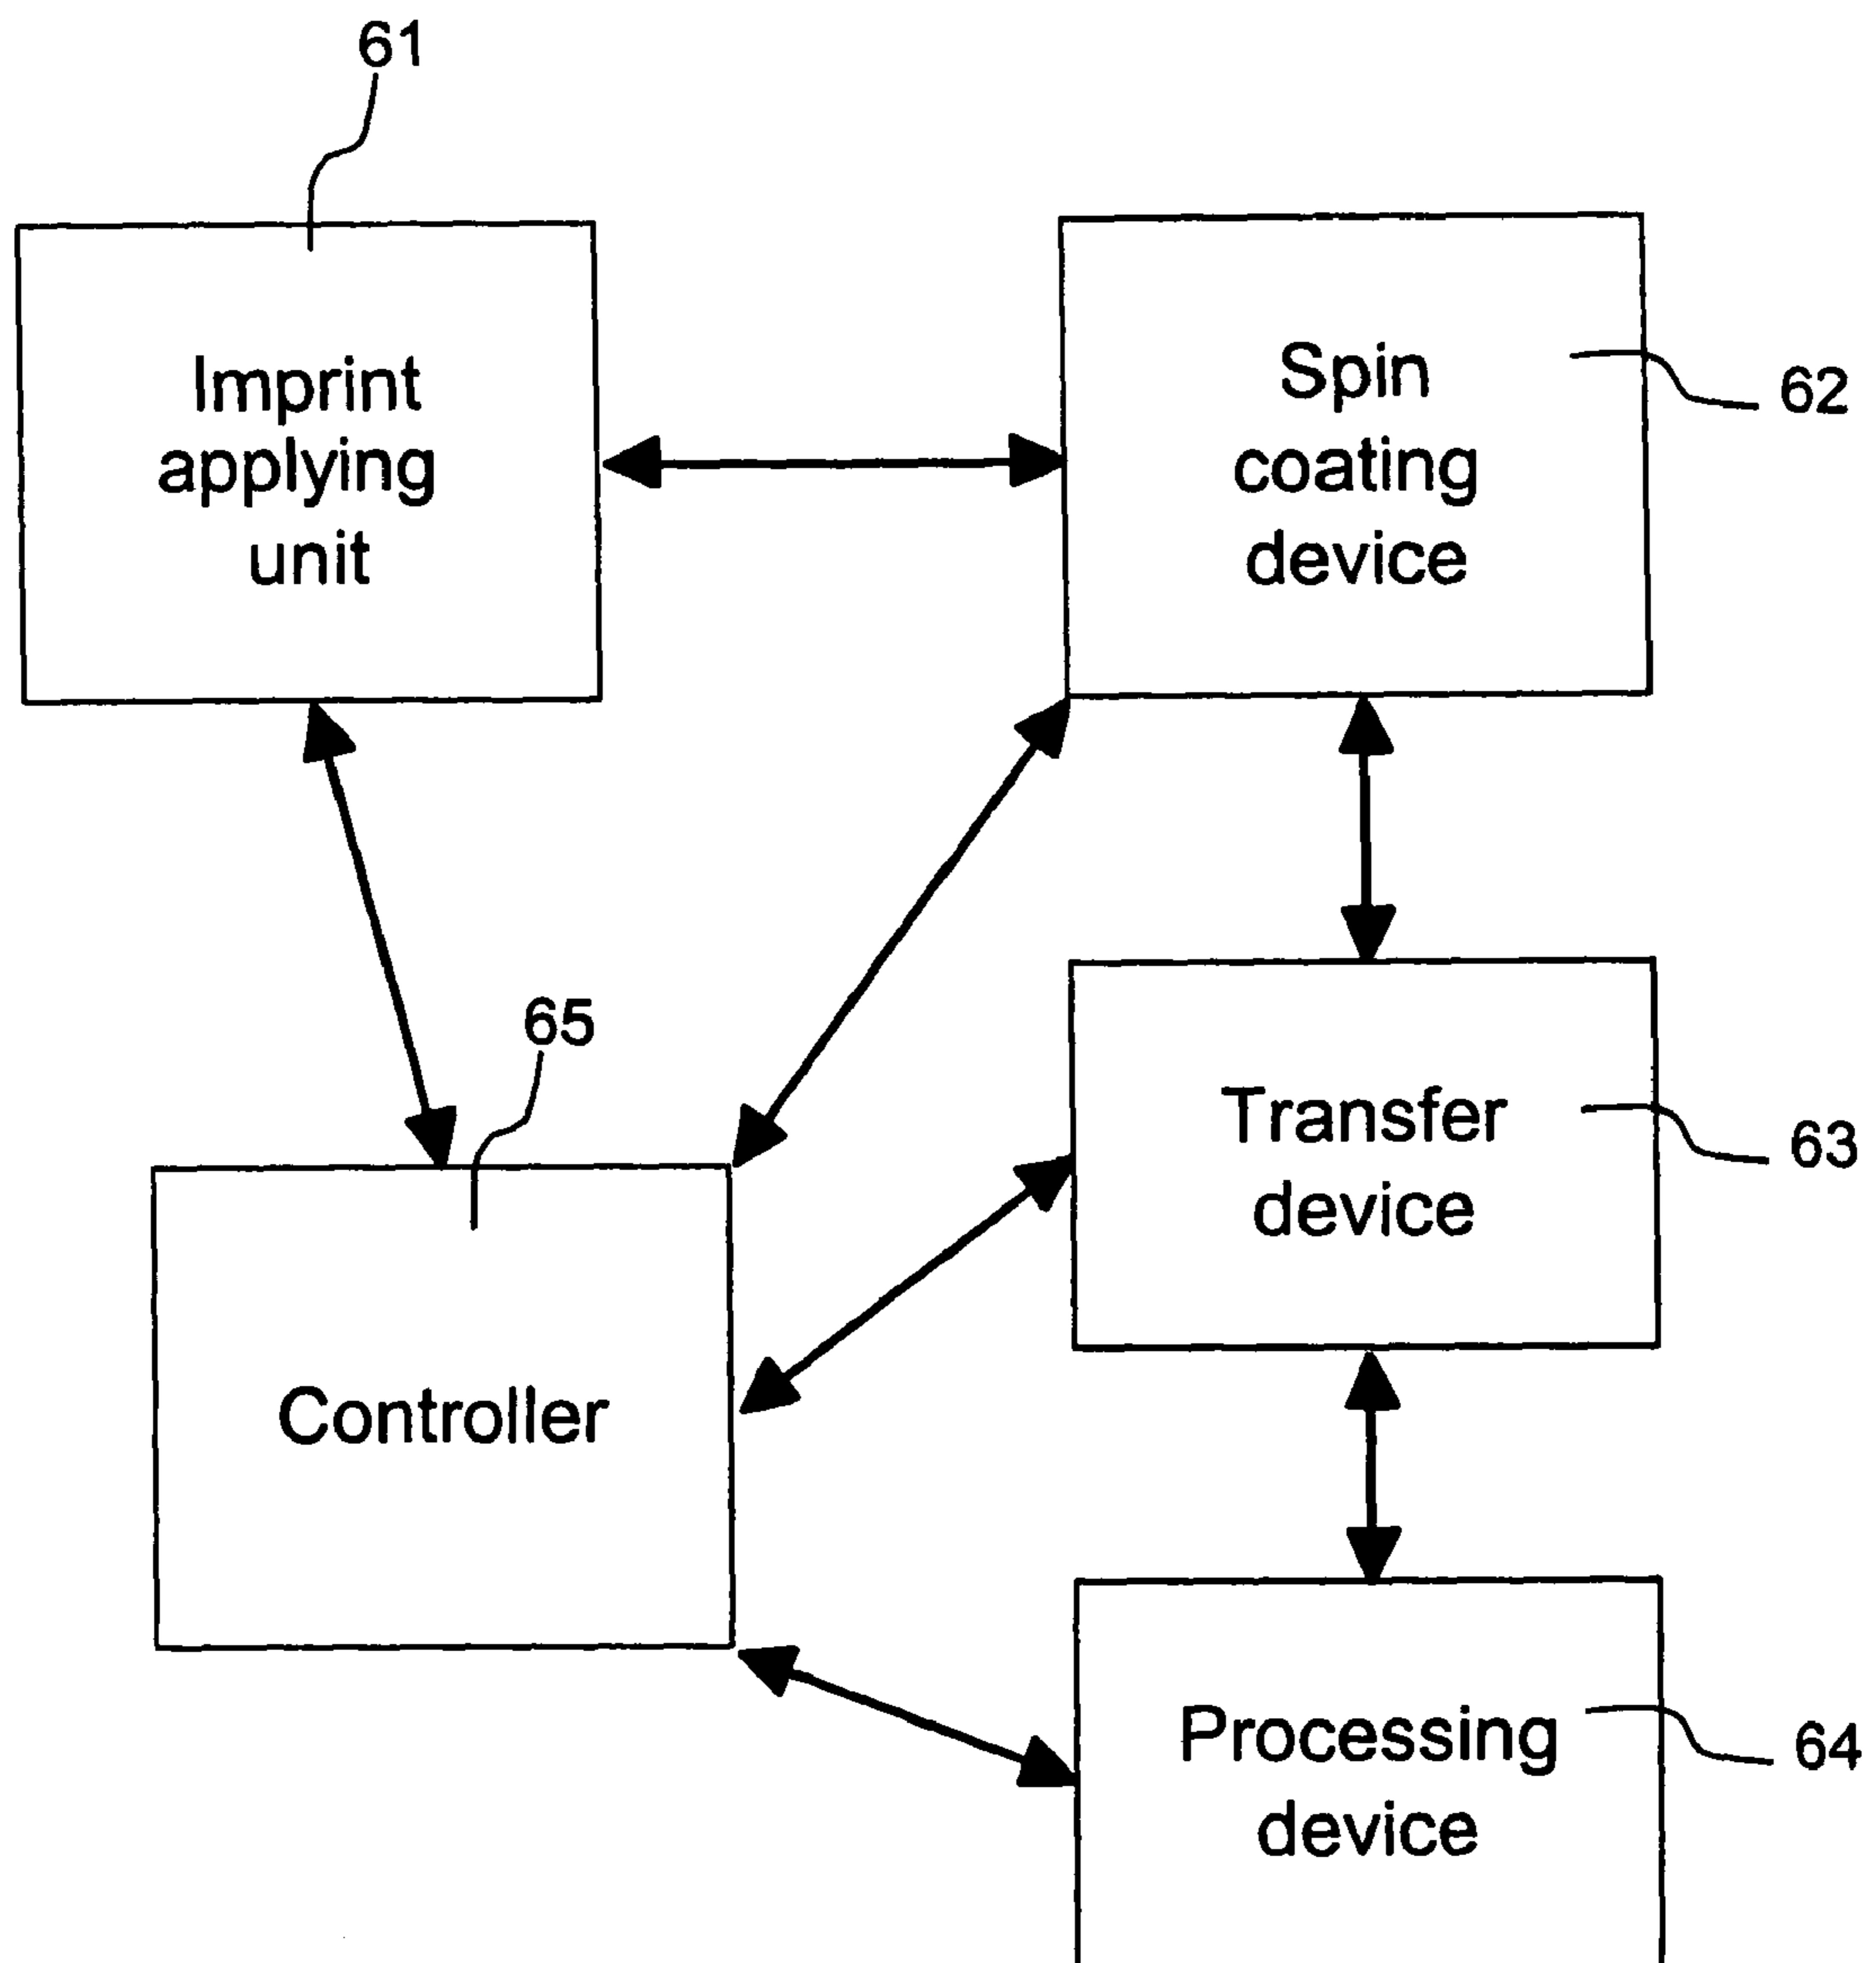 61
Imprint
applying
unit
Spin
coating
device
62
65
Transfer
device
63
Controller
Processing
device
64